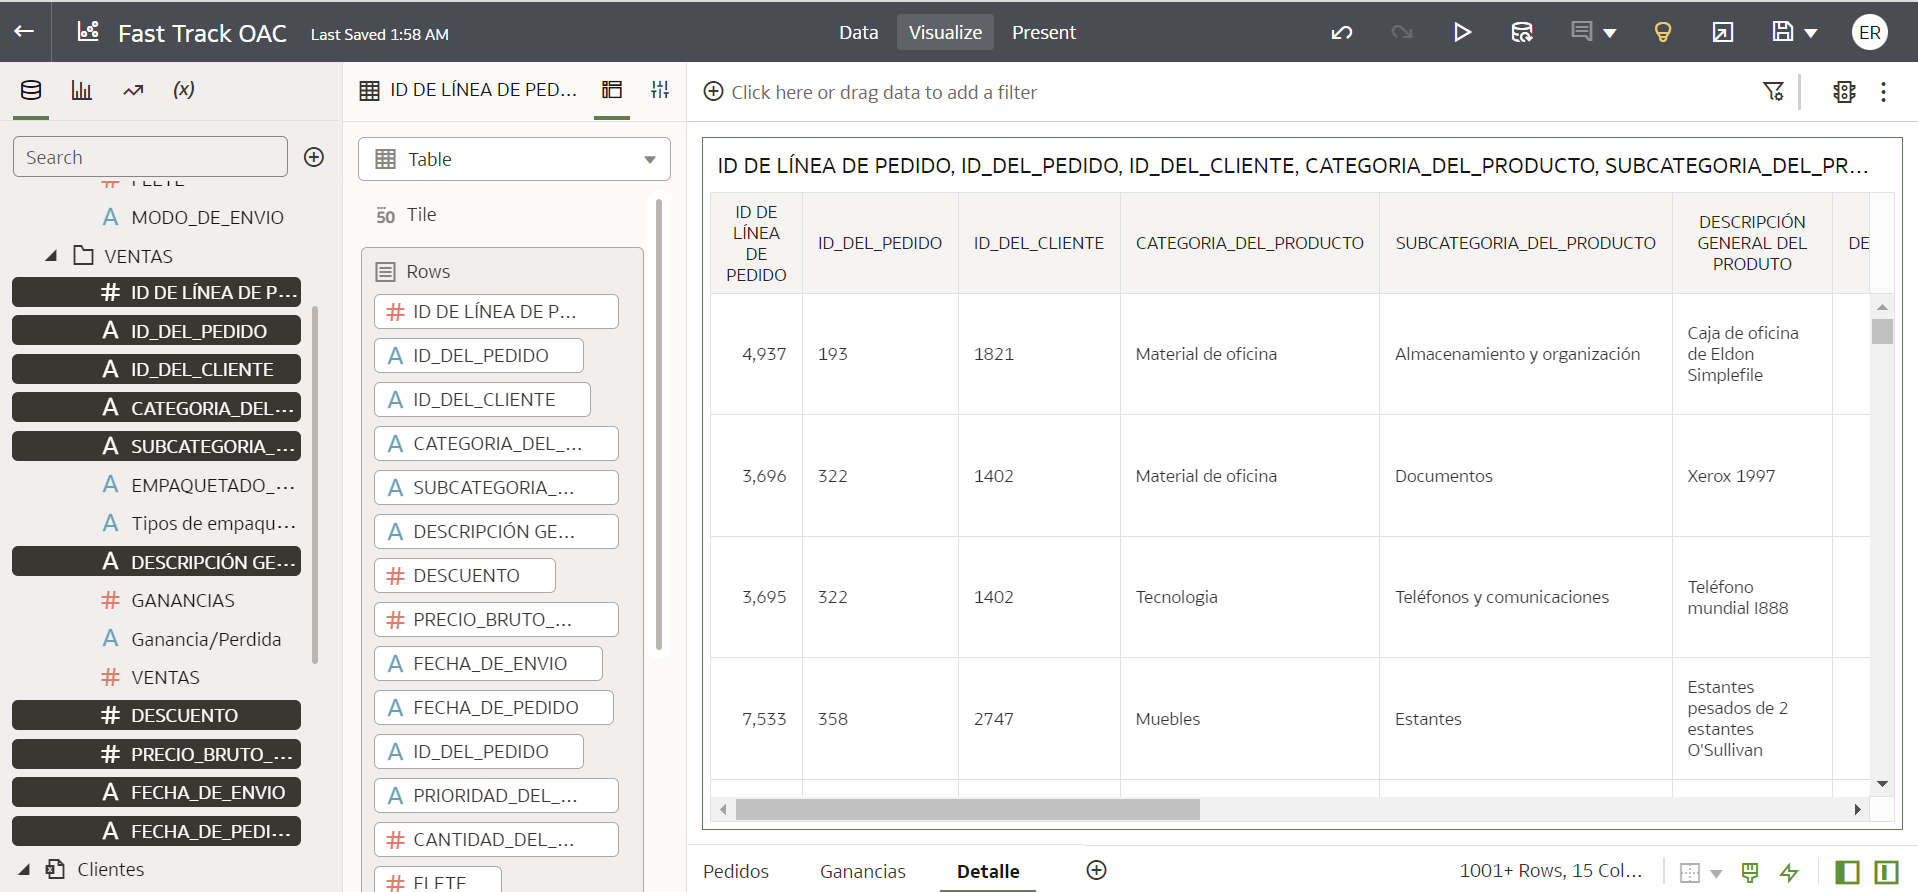 Fast Track OAC
Last Saved 1:58 AM
Data
Visualize
Present
ER
(x)
Search
FLETE
MODO_DE_ENVIO
VENTAS
ID DE LÍNEA DE P...
ID_DEL_PEDIDO
ID_DEL_CLIENTE
CATEGORIA_DEL...
SUBCATEGORIA_...
EMPAQUETADO_...
Tipos de empaqu...
DESCRIPCIÓN GE...
GANANCIAS
Ganancia/Perdida
VENTAS
DESCUENTO
PRECIO_BRUTO_...
FECHA_DE_ENVIO
FECHA_DE_PEDI...
Clientes
ID DE LÍNEA DE PED...
Table
50 Tile
Rows
ID DE LÍNEA DE P...
ID_DEL_PEDIDO
ID_DEL_CLIENTE
CATEGORIA_DEL_...
SUBCATEGORIA_...
DESCRIPCIÓN GE...
DESCUENTO
PRECIO_BRUTO_...
FECHA_DE_ENVIO
FECHA_DE_PEDIDO
ID_DEL_PEDIDO
PRIORIDAD_DEL_...
CANTIDAD_DEL_...
FLETE
Click here or drag data to add a filter
ID DE LÍNEA DE PEDIDO, ID_DEL_PEDIDO, ID_DEL_CLIENTE, CATEGORIA_DEL_PRODUCTO, SUBCATEGORIA_DEL_PR...
ID DE LÍNEA DE PEDIDO
ID_DEL_PEDIDO
ID_DEL_CLIENTE
CATEGORIA_DEL_PRODUCTO
SUBCATEGORIA_DEL_PRODUCTO
DESCRIPCIÓN GENERAL DEL PRODUTO
DE
4,937 193 1821 Material de oficina Almacenamiento y organización Caja de oficina de Eldon Simplefile
3,696 322 1402 Material de oficina Documentos Xerox 1997
3,695 322 1402 Tecnologia Teléfonos y comunicaciones Teléfono mundial I888
7,533 358 2747 Muebles Estantes Estantes pesados de 2 estantes O'Sullivan
Pedidos
Ganancias
Detalle
1001+ Rows, 15 Col...